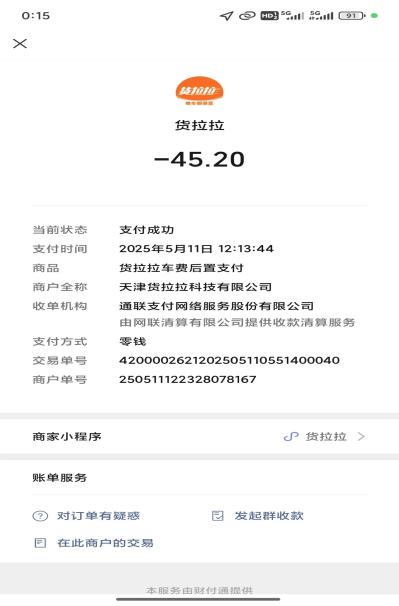 0:15
HD2 5G 5G 91
货拉拉
货拉拉
-45.20
当前状态 支付成功
支付时间 2025年5月11日 12:13:44
商品 货拉拉车费后置支付
商户全称 天津货拉拉科技有限公司
收单机构 通联支付网络服务股份有限公司
由网联清算有限公司提供收款清算服务
支付方式 零钱
交易单号 4200002621202505110551400040
商户单号 250511122328078167
商家小程序 货拉拉
账单服务
对订单有疑惑 发起群收款
在此商户的交易
本服务由财付通提供